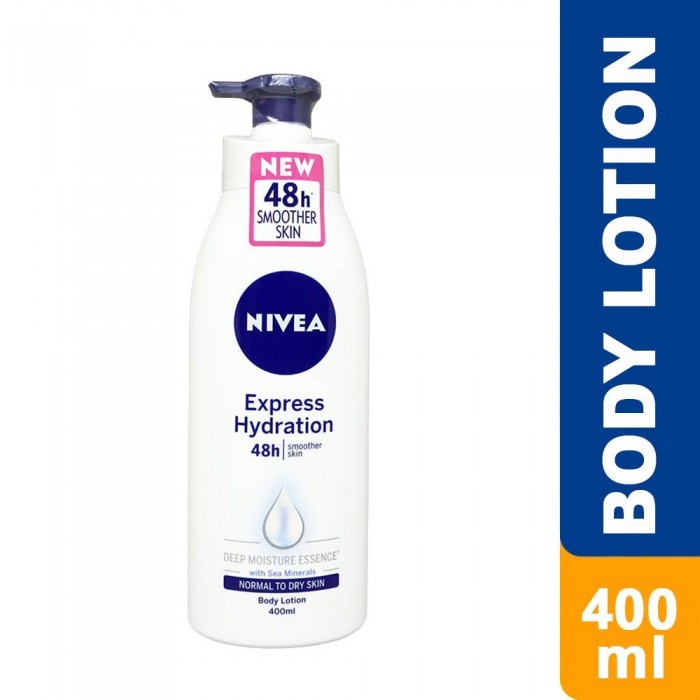 NEW
48h*
SMOOTHER
SKIN
NIVEA
Express
Hydration
48h | smoother
skin
DEEP MOISTURE ESSENCE™
with Sea Minerals
NORMAL TO DRY SKIN
Body Lotion
400ml
BODY LOTION
400
ml